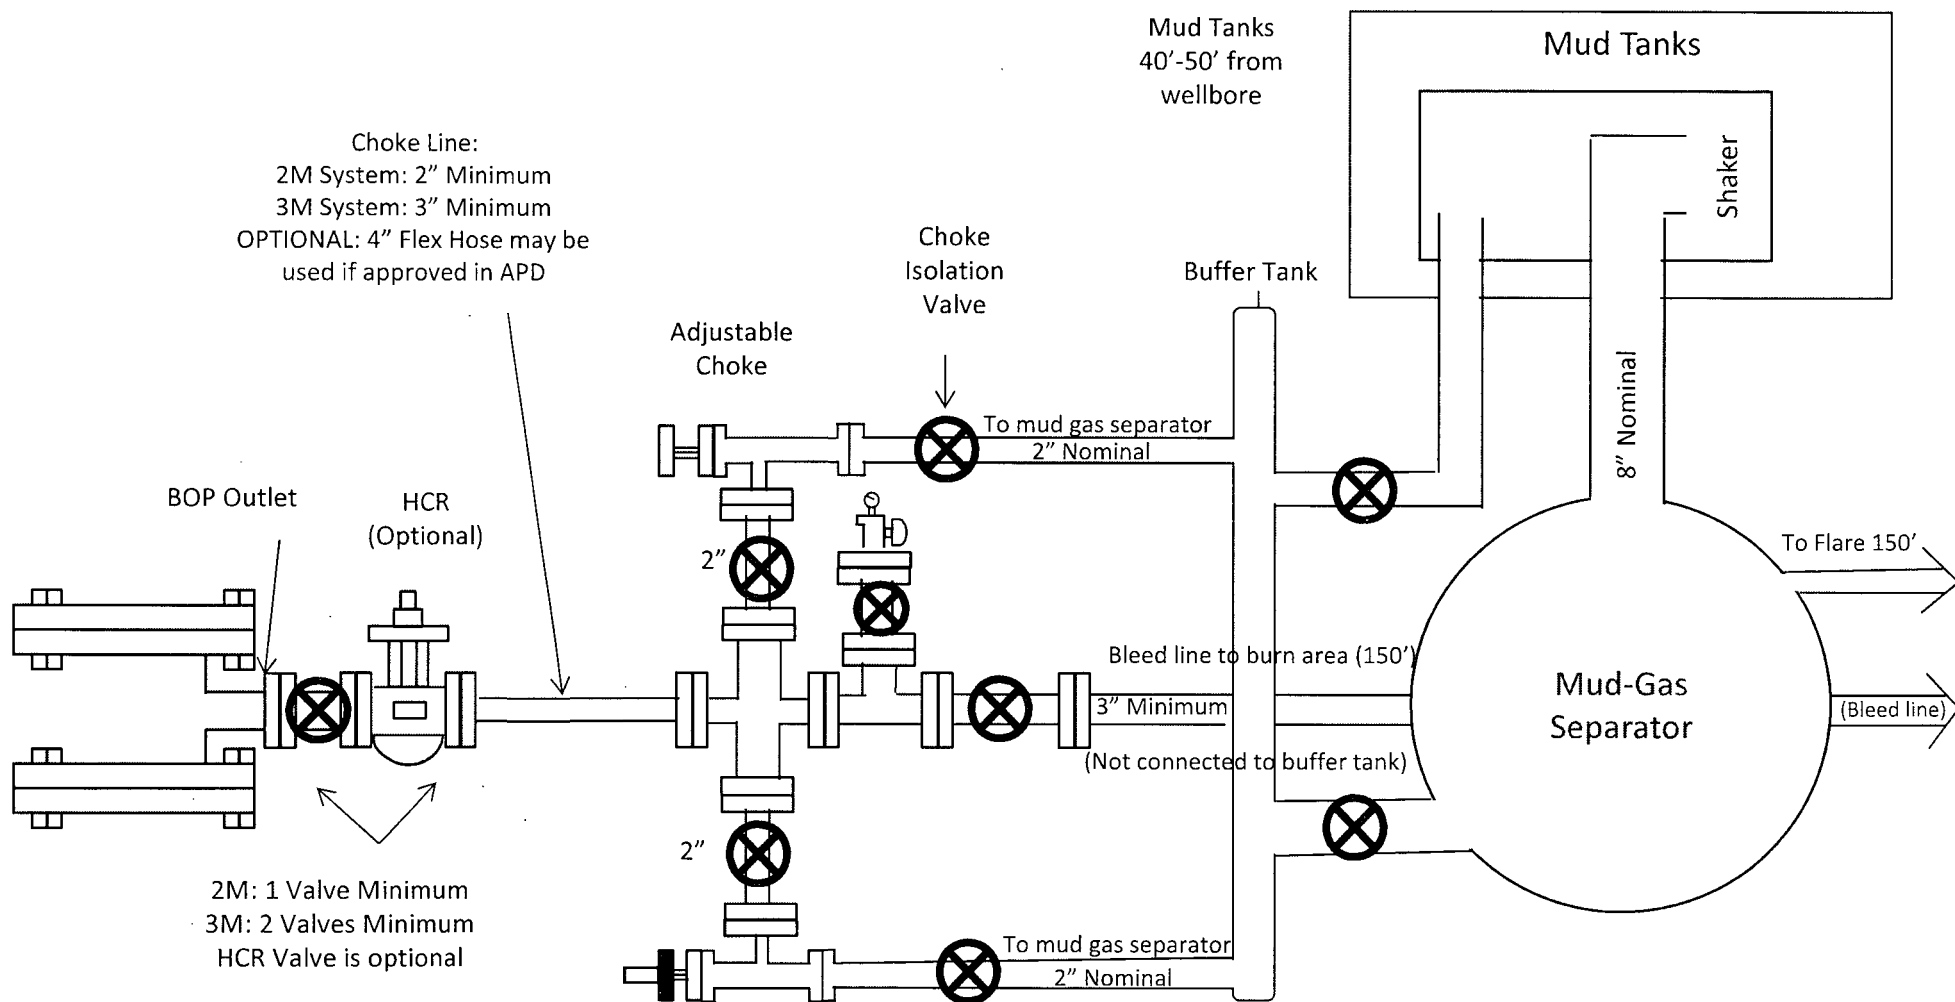 Mud Tanks
40’-50’ from
wellbore
Mud Tanks
Shaker
Choke Line:
2M System: 2” Minimum
3M System: 3” Minimum
OPTIONAL: 4” Flex Hose may be
used if approved in APD
Choke
Isolation
Valve
Buffer Tank
Adjustable
Choke
8” Nominal
To mud gas separator
2” Nominal
BOP Outlet
HCR
(Optional)
2”
To Flare 150’
Bleed line to burn area (150’)
3” Minimum
(Not connected to buffer tank)
Mud-Gas
Separator
(Bleed line)
2”
2M: 1 Valve Minimum
3M: 2 Valves Minimum
HCR Valve is optional
To mud gas separator
2” Nominal